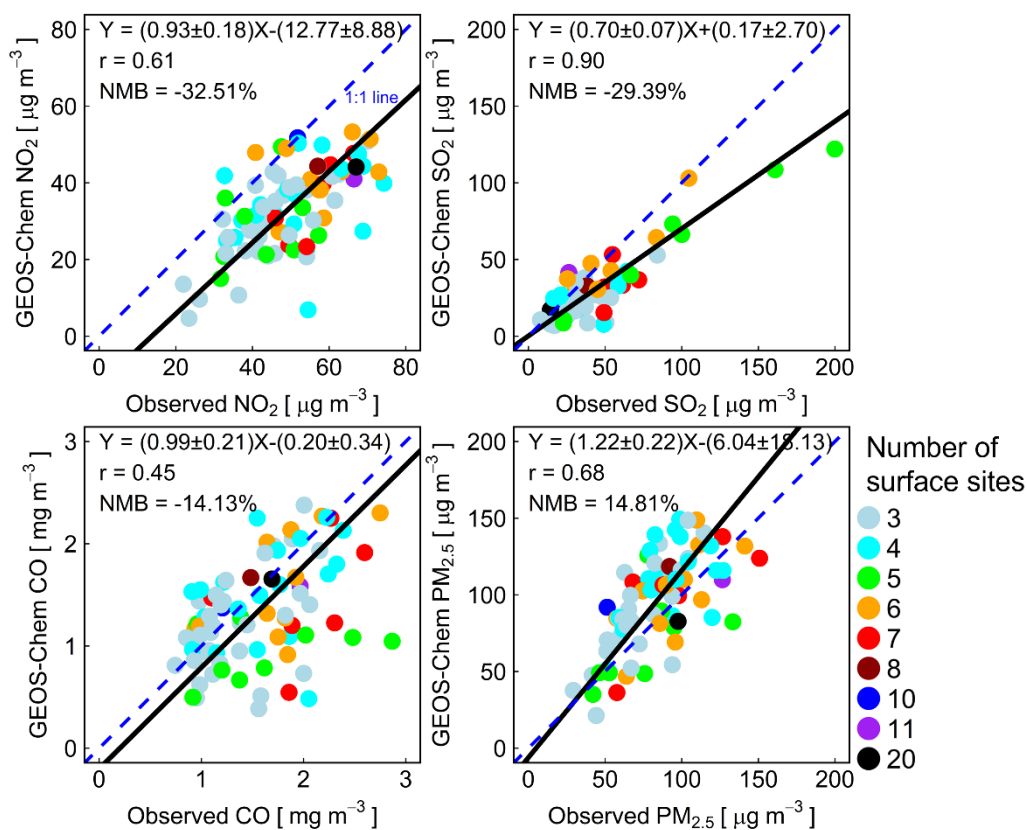 Y = (0.93±0.18)X−(12.77±8.88)
r = 0.61
NMB = -32.51%
1:1 line
80
60
40
20
0
GEOS-Chem NO₂ [ μg m⁻³ ]
0 20 40 60 80
Observed NO₂ [ μg m⁻³ ]
Y = (0.70±0.07)X+(0.17±2.70)
r = 0.90
NMB = -29.39%
200
150
100
50
0
GEOS-Chem SO₂ [ μg m⁻³ ]
0 50 100 150 200
Observed SO₂ [ μg m⁻³ ]
Y = (0.99±0.21)X−(0.20±0.34)
r = 0.45
NMB = -14.13%
3
2
1
0
GEOS-Chem CO [ mg m⁻³ ]
0 1 2 3
Observed CO [ mg m⁻³ ]
Y = (1.22±0.22)X−(6.04±18.13)
r = 0.68
NMB = 14.81%
200
150
100
50
0
GEOS-Chem PM₂.₅ [ μg m⁻³ ]
0 50 100 150 200
Observed PM₂.₅ [ μg m⁻³ ]
Number of
surface sites
3
4
5
6
7
8
10
11
20